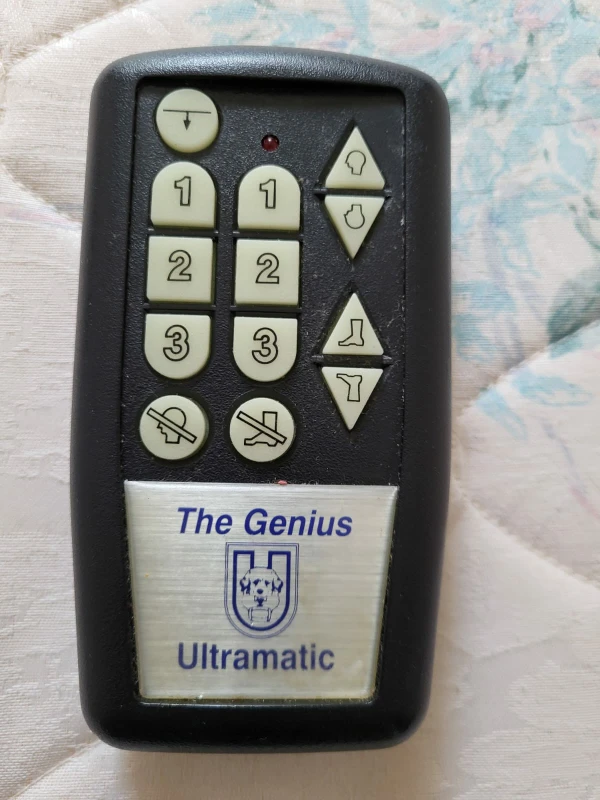 1 1
2 2
3 3
The Genius
U
Ultramatic